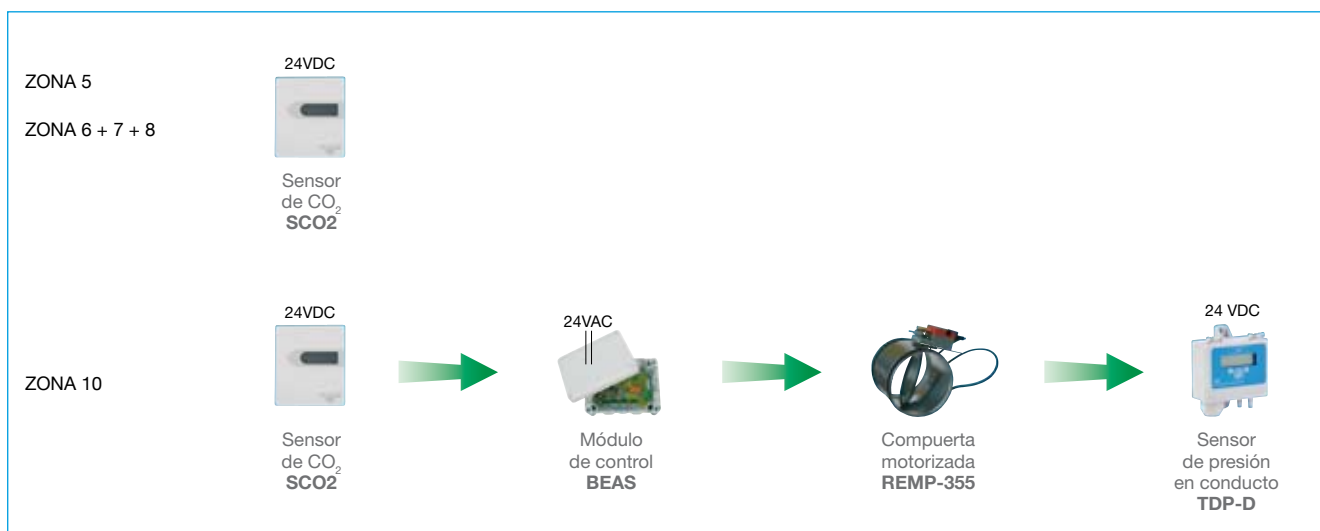 24VDC
ZONA 5
ZONA 6 + 7 + 8
Sensor
de CO2
SCO2
24VDC
24VAC
24 VDC
ZONA 10
Sensor
de CO2
SCO2
Módulo
de control
BEAS
Compuerta
motorizada
REMP-355
Sensor
de presión
en conducto
TDP-D